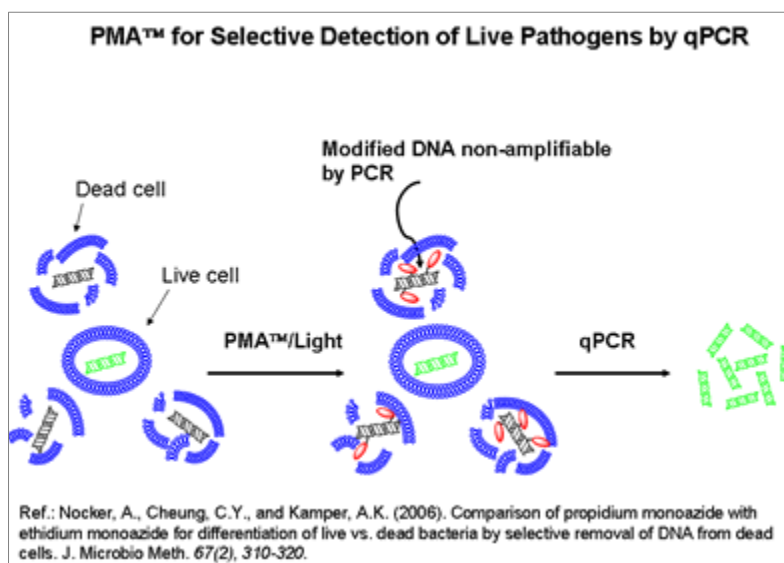 PMA™ for Selective Detection of Live Pathogens by qPCR
Modified DNA non-amplifiable
by PCR
Dead cell
Live cell
PMA™/Light
qPCR
Ref.: Nocker, A., Cheung, C.Y., and Kamper, A.K. (2006). Comparison of propidium monoazide with
ethidium monoazide for differentiation of live vs. dead bacteria by selective removal of DNA from dead
cells. J. Microbio Meth. 67(2), 310-320.